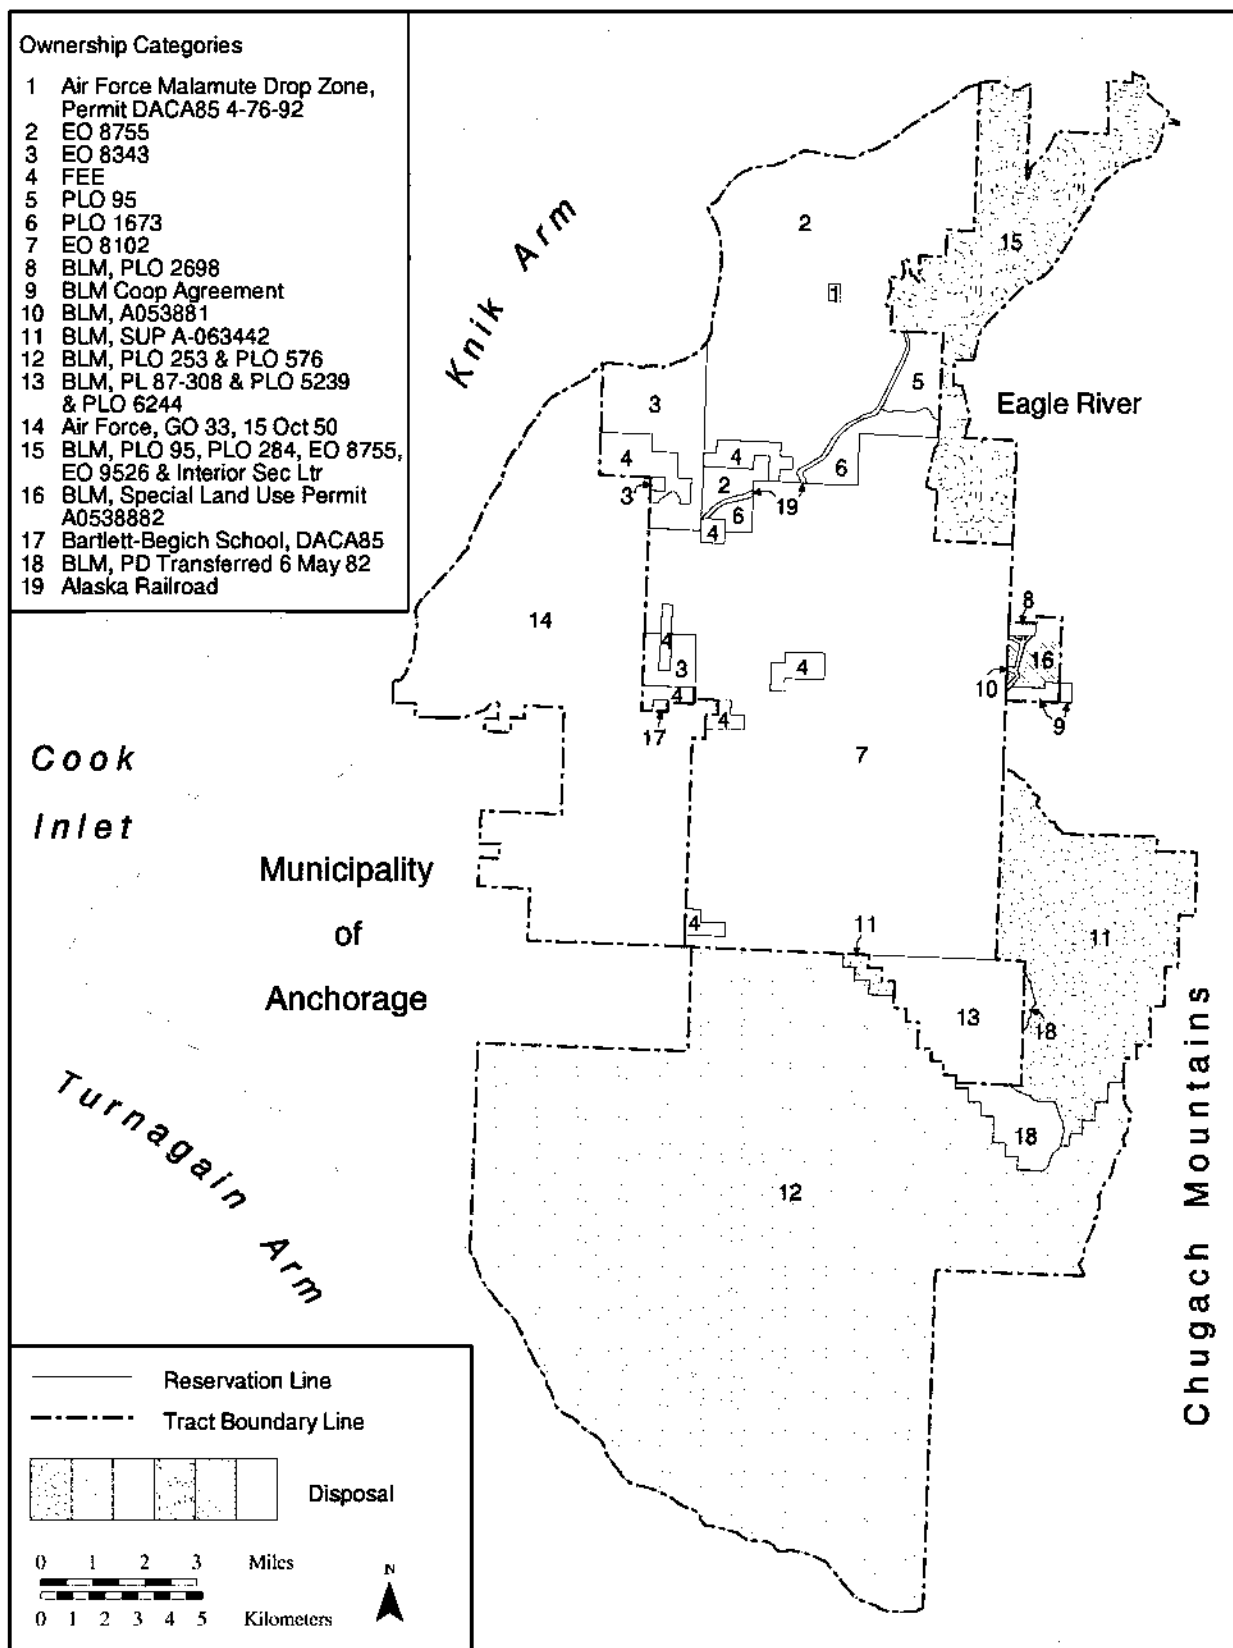 Ownership Categories
1 Air Force Malamute Drop Zone,
Permit DACA85 4-76-92
2 EO 8755
3 EO 8343
4 FEE
5 PLO 95
6 PLO 1673
7 EO 8102
8 BLM, PLO 2698
9 BLM Coop Agreement
10 BLM, A053881
11 BLM, SUP A-063442
12 BLM, PLO 253 & PLO 576
13 BLM, PL 87-308 & PLO 5239
& PLO 6244
14 Air Force, GO 33, 15 Oct 50
15 BLM, PLO 95, PLO 284, EO 8755,
EO 9526 & Interior Sec Ltr
16 BLM, Special Land Use Permit
A0538882
17 Bartlett-Begich School, DACA85
18 BLM, PD Transferred 6 May 82
19 Alaska Railroad
Knik Arm
2
15
1
5
Eagle River
3
4
4
6
2
3
19
6
4
14
8
4
3
4
16
10
4
17
4
9
7
Cook
Inlet
Municipality
of
Anchorage
4
11
11
13
18
18
12
Turnagain Arm
Chugach Mountains
Reservation Line
Tract Boundary Line
Disposal
0 1 2 3 Miles
N
0 1 2 3 4 5 Kilometers